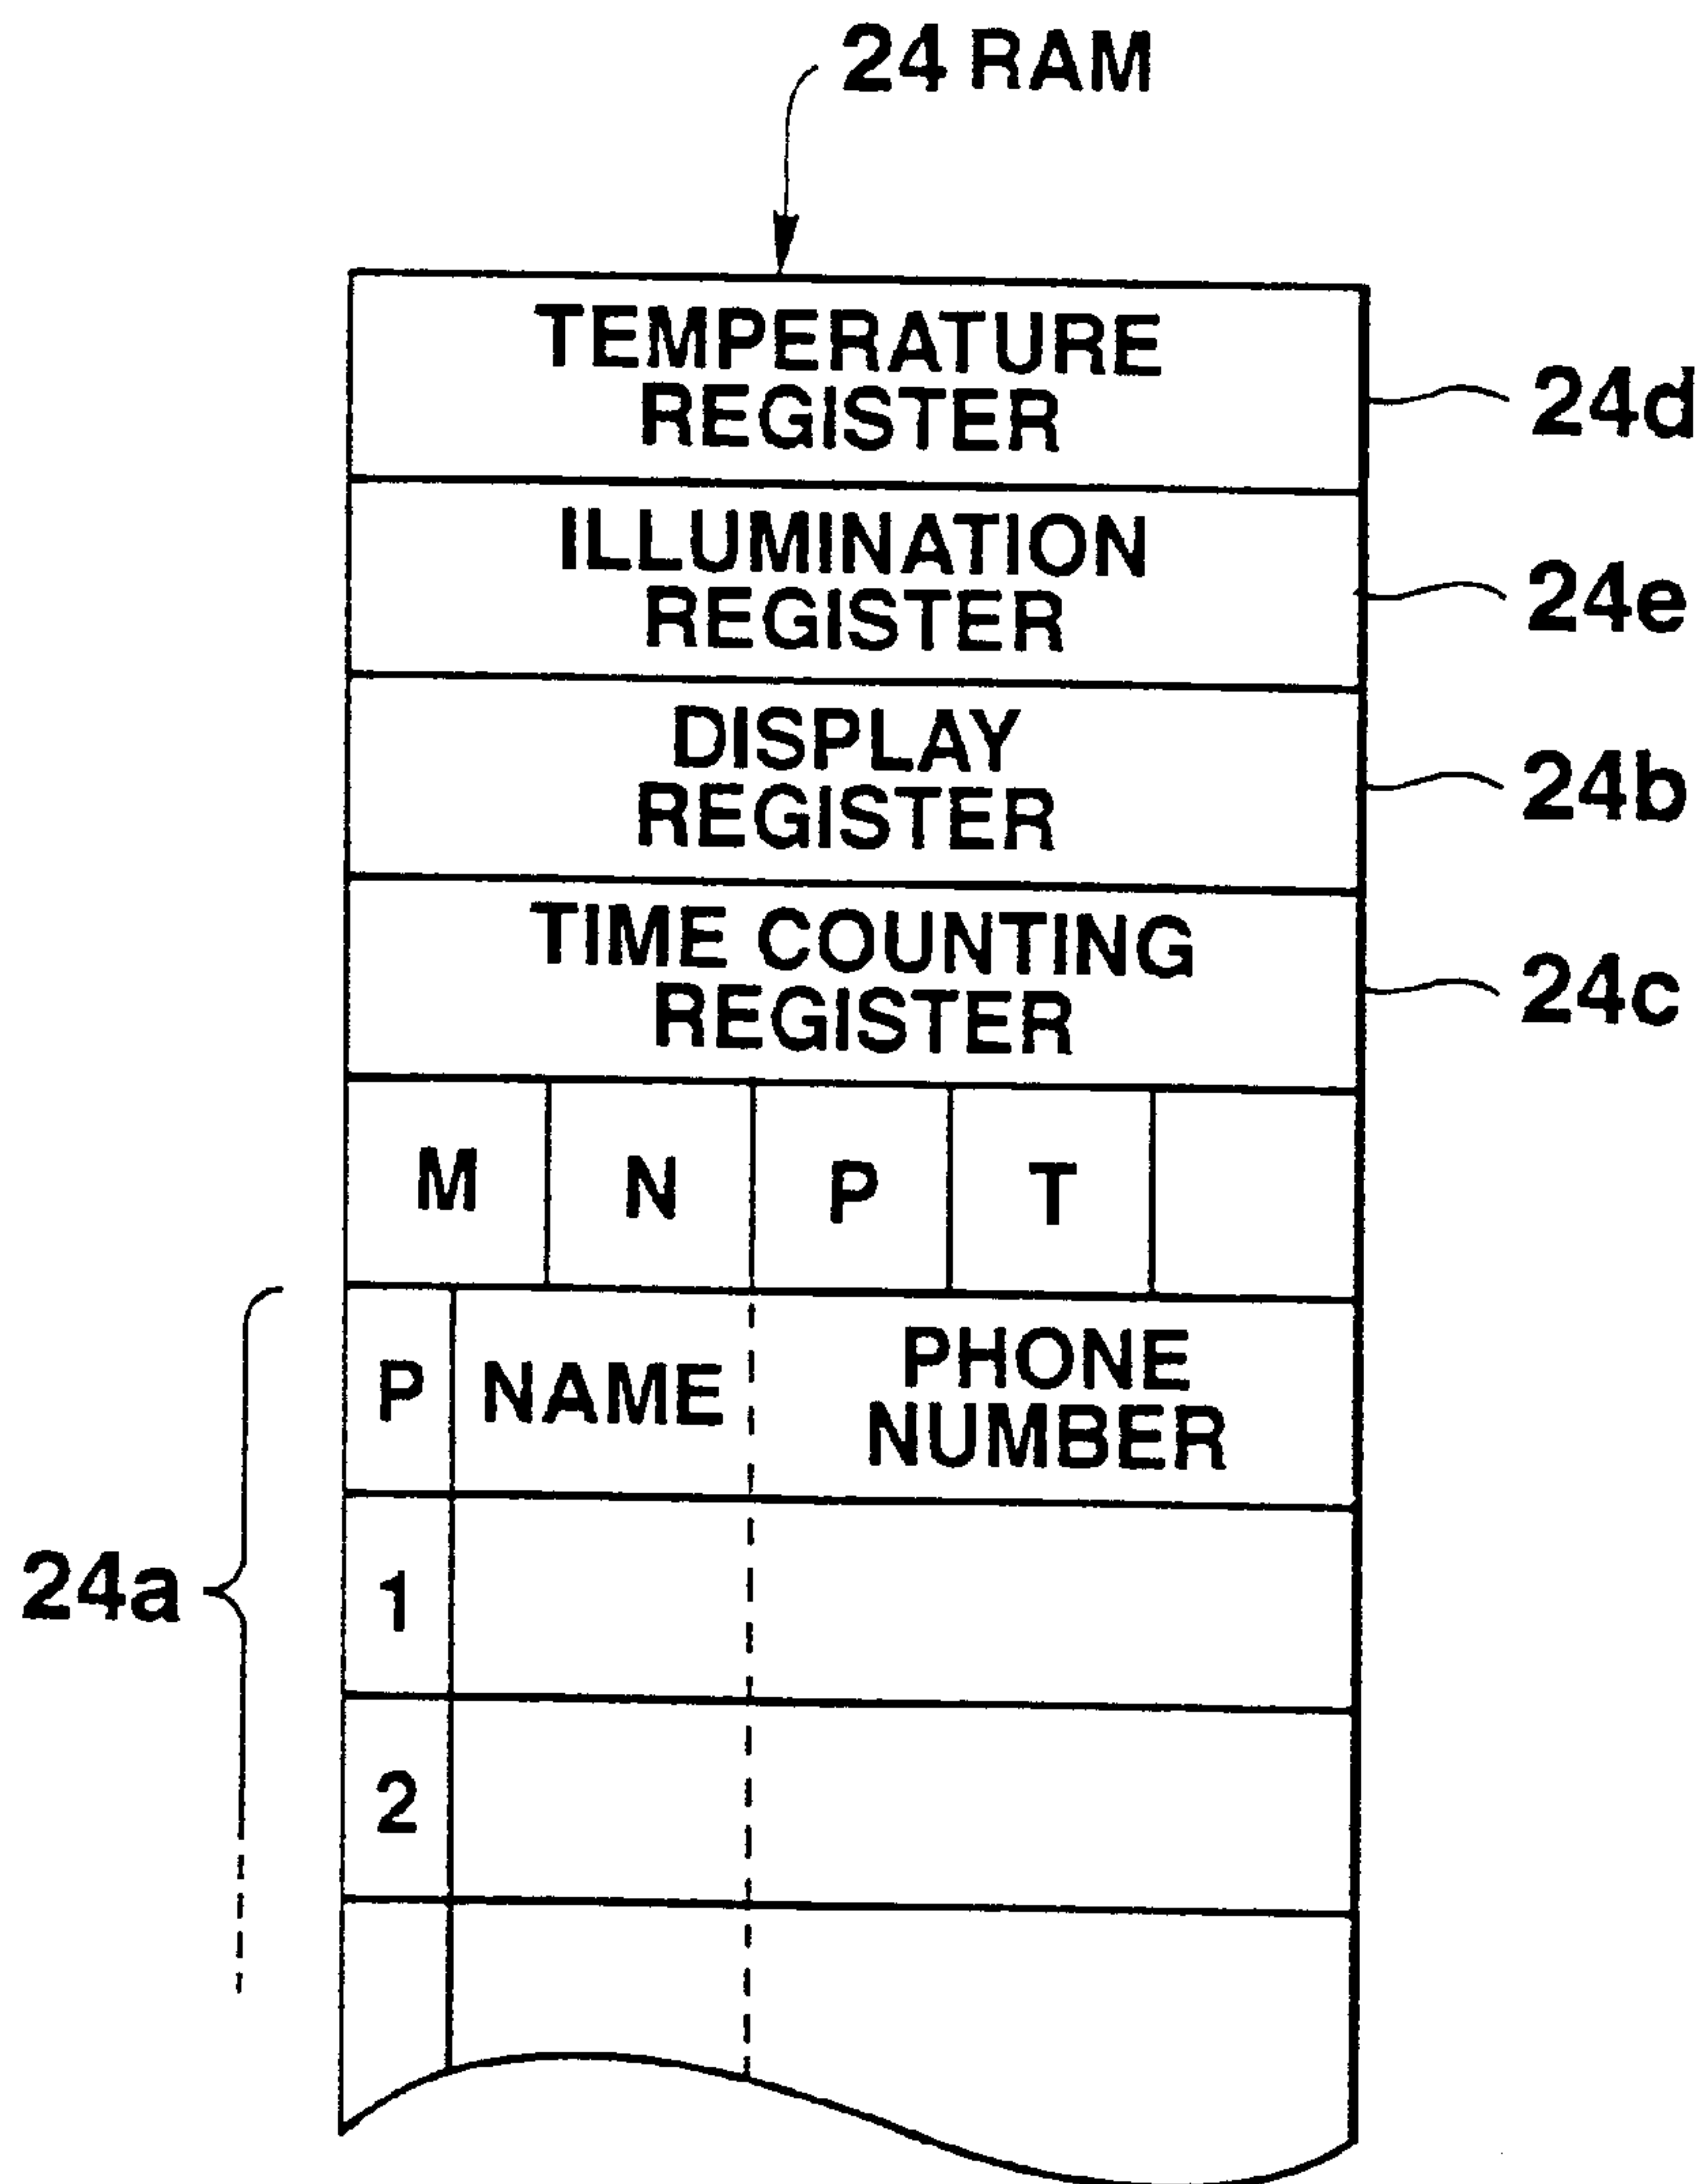 24 RAM
TEMPERATURE
REGISTER
24d
ILLUMINATION
REGISTER
24e
DISPLAY
REGISTER
24b
TIME COUNTING
REGISTER
24c
M N P T
P NAME PHONE
NUMBER
24a
1
2